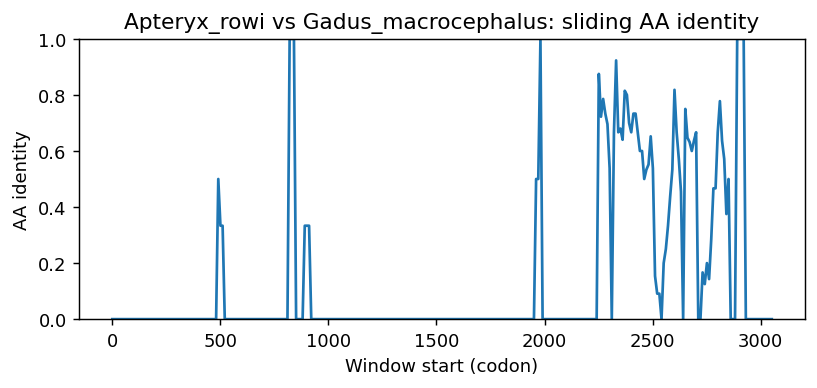 Apteryx_rowi vs Gadus_macrocephalus: sliding AA identity
AA identity
1.0
0.8
0.6
0.4
0.2
0.0
0 500 1000 1500 2000 2500 3000
Window start (codon)